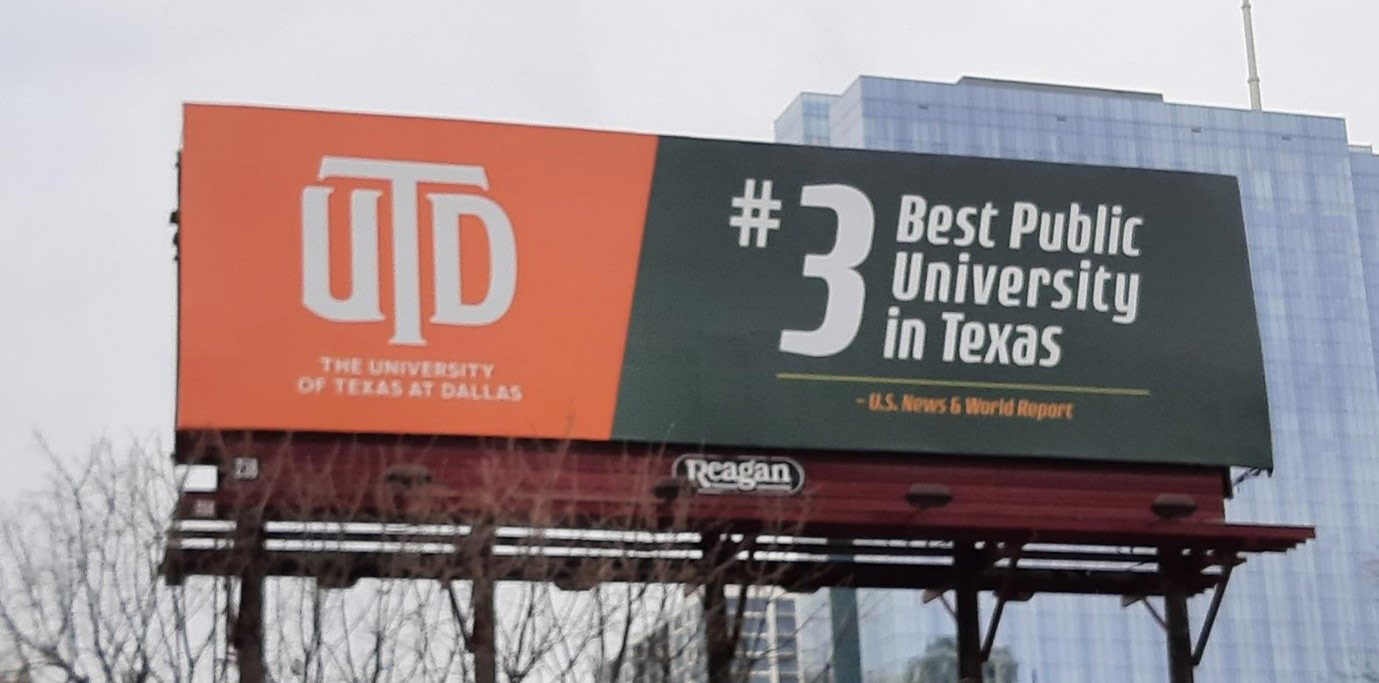 UTD
THE UNIVERSITY
OF TEXAS AT DALLAS
#3
Best Public
University
in Texas
- U.S. News & World Report
Reagan